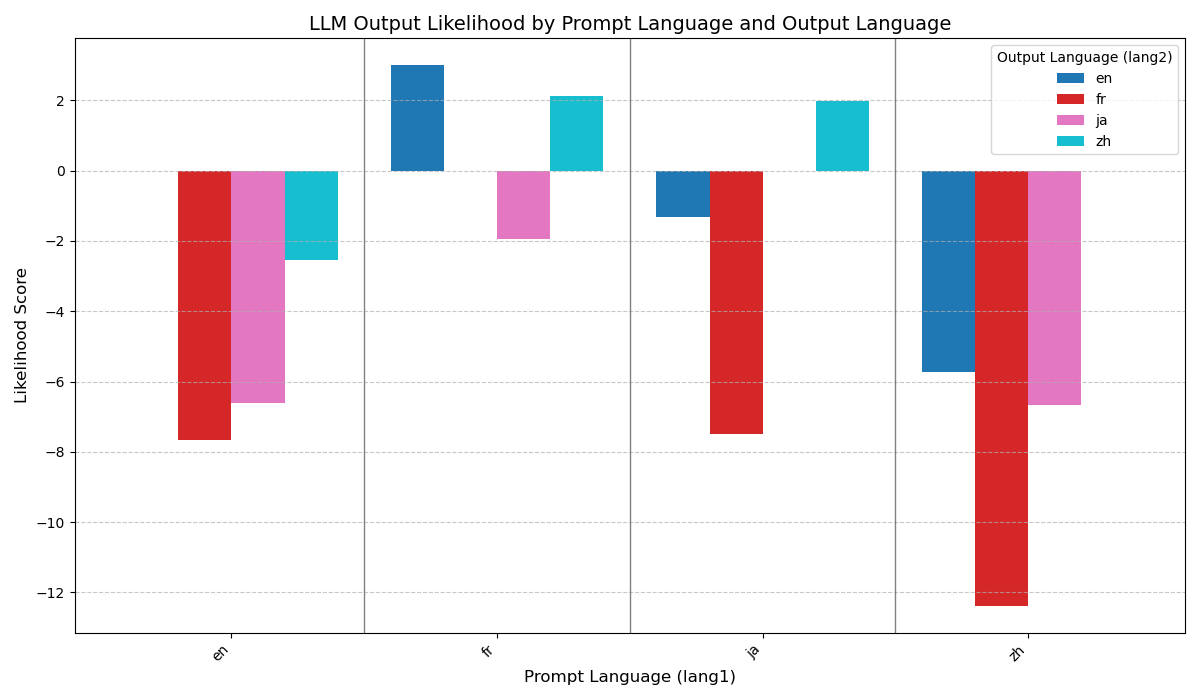 LLM Output Likelihood by Prompt Language and Output Language
Output Language (lang2)
en
fr
ja
zh
Likelihood Score
2
0
−2
−4
−6
−8
−10
−12
en
fr
ja
zh
Prompt Language (lang1)